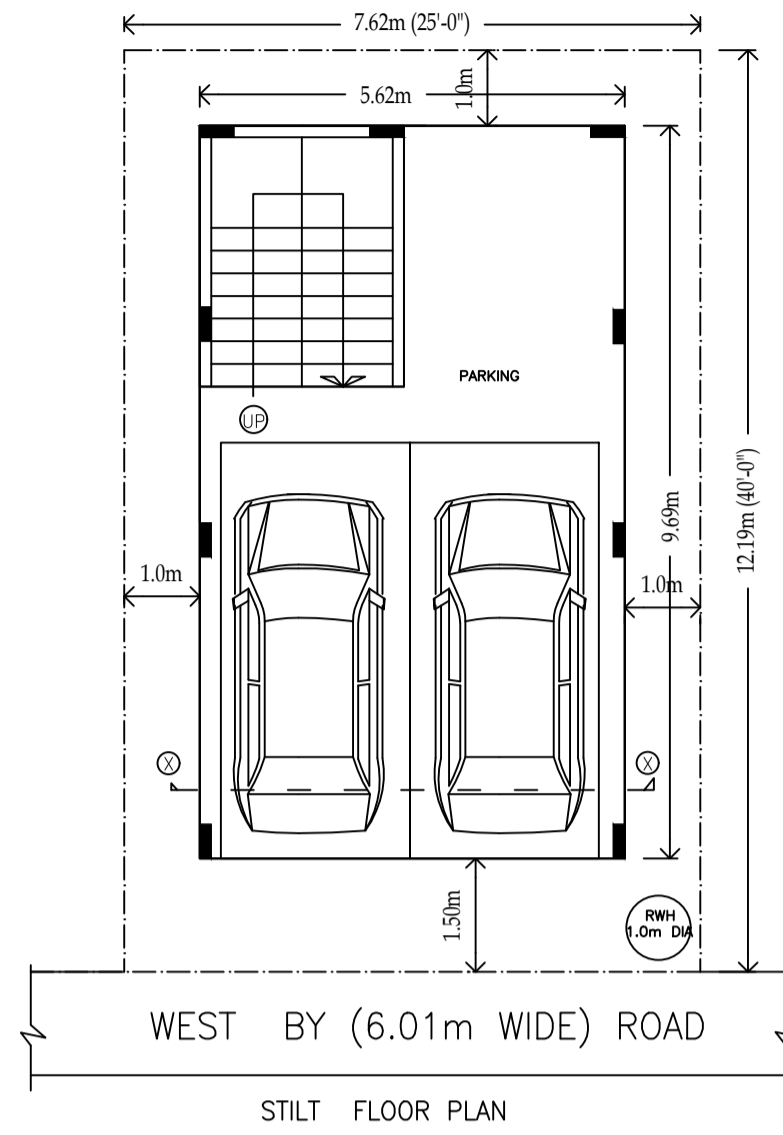 7.62m (25'-0")
1.0m
5.62m
PARKING
UP
9.69m
12.19m (40'-0")
1.0m
1.0m
X
X
1.50m
RWH
1.0m DIA
WEST BY (6.01m WIDE) ROAD
STILT FLOOR PLAN